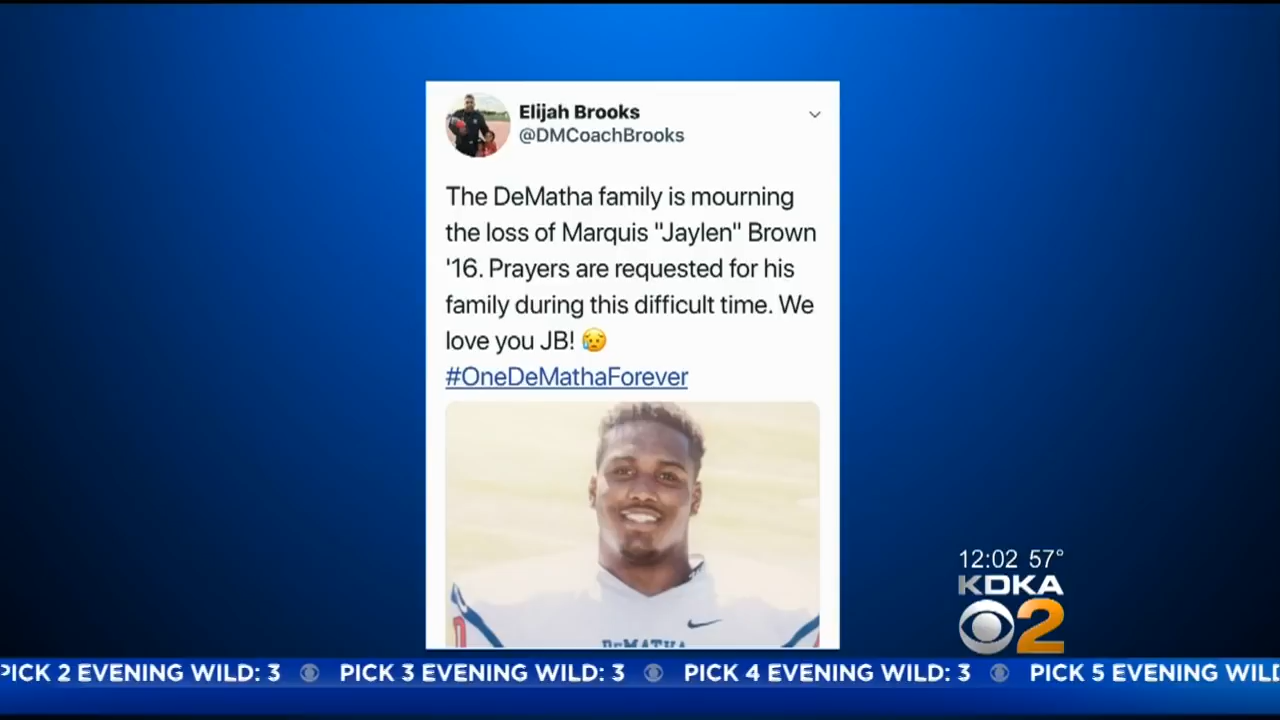 Elijah Brooks
@DMCoachBrooks
The DeMatha family is mourning
the loss of Marquis "Jaylen" Brown
'16. Prayers are requested for his
family during this difficult time. We
love you JB! 😥
#OneDeMathaForever
DeMATHA
12:02 57°
KDKA
2
PICK 2 EVENING WILD: 3 PICK 3 EVENING WILD: 3 PICK 4 EVENING WILD: 3 PICK 5 EVENING WILD